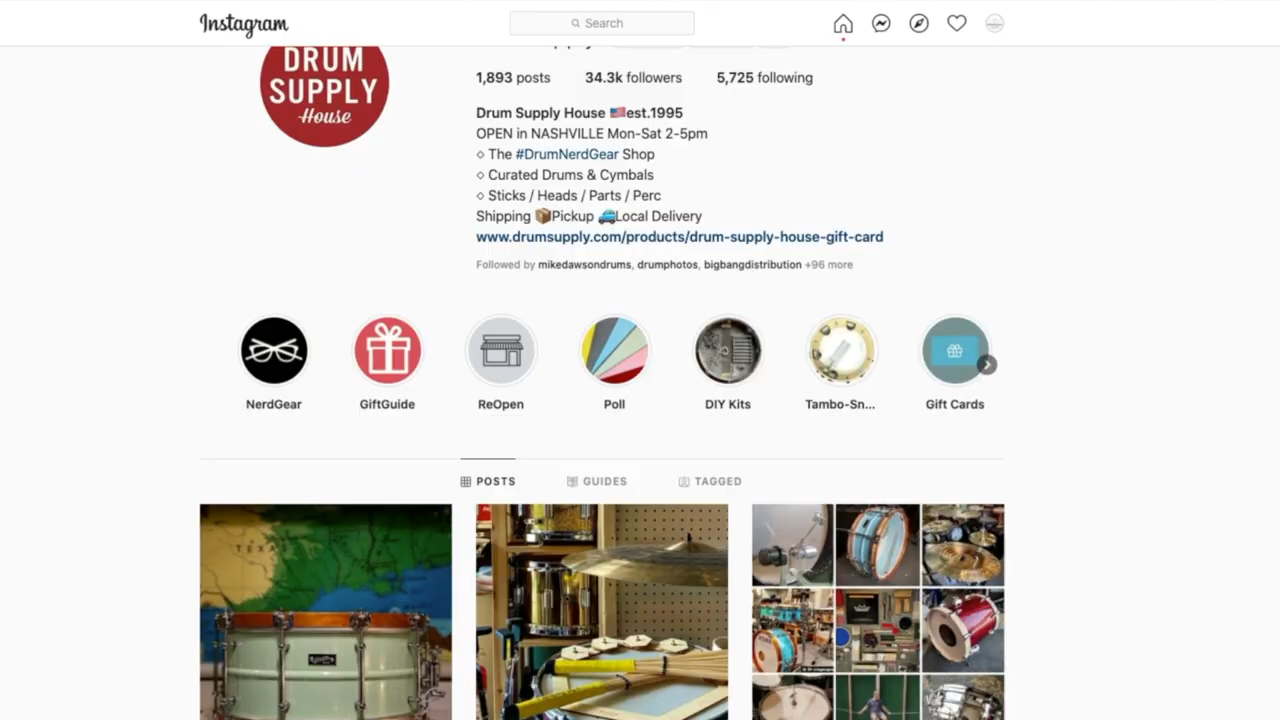 Instagram
Search
DRUM
SUPPLY
House
1,893 posts 34.3k followers 5,725 following
Drum Supply House 🇺🇸est.1995
OPEN in NASHVILLE Mon-Sat 2-5pm
◇ The #DrumNerdGear Shop
◇ Curated Drums & Cymbals
◇ Sticks / Heads / Parts / Perc
Shipping 📦Pickup 🚙Local Delivery
www.drumsupply.com/products/drum-supply-house-gift-card
Followed by mikedawsondrums, drumphotos, bigbangdistribution +96 more
NerdGear GiftGuide ReOpen Poll DIY Kits Tambo-Sn... Gift Cards
POSTS GUIDES TAGGED
TEXA